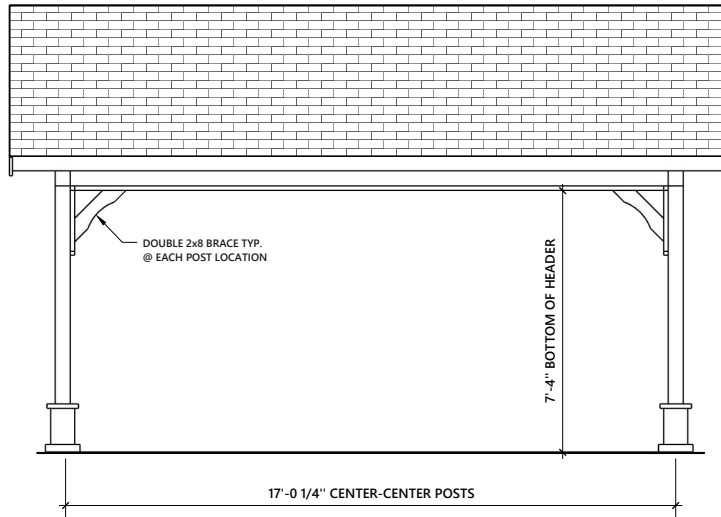 DOUBLE 2x8 BRACE TYP.
@ EACH POST LOCATION
7'-4" BOTTOM OF HEADER
17'-0 1/4" CENTER-CENTER POSTS